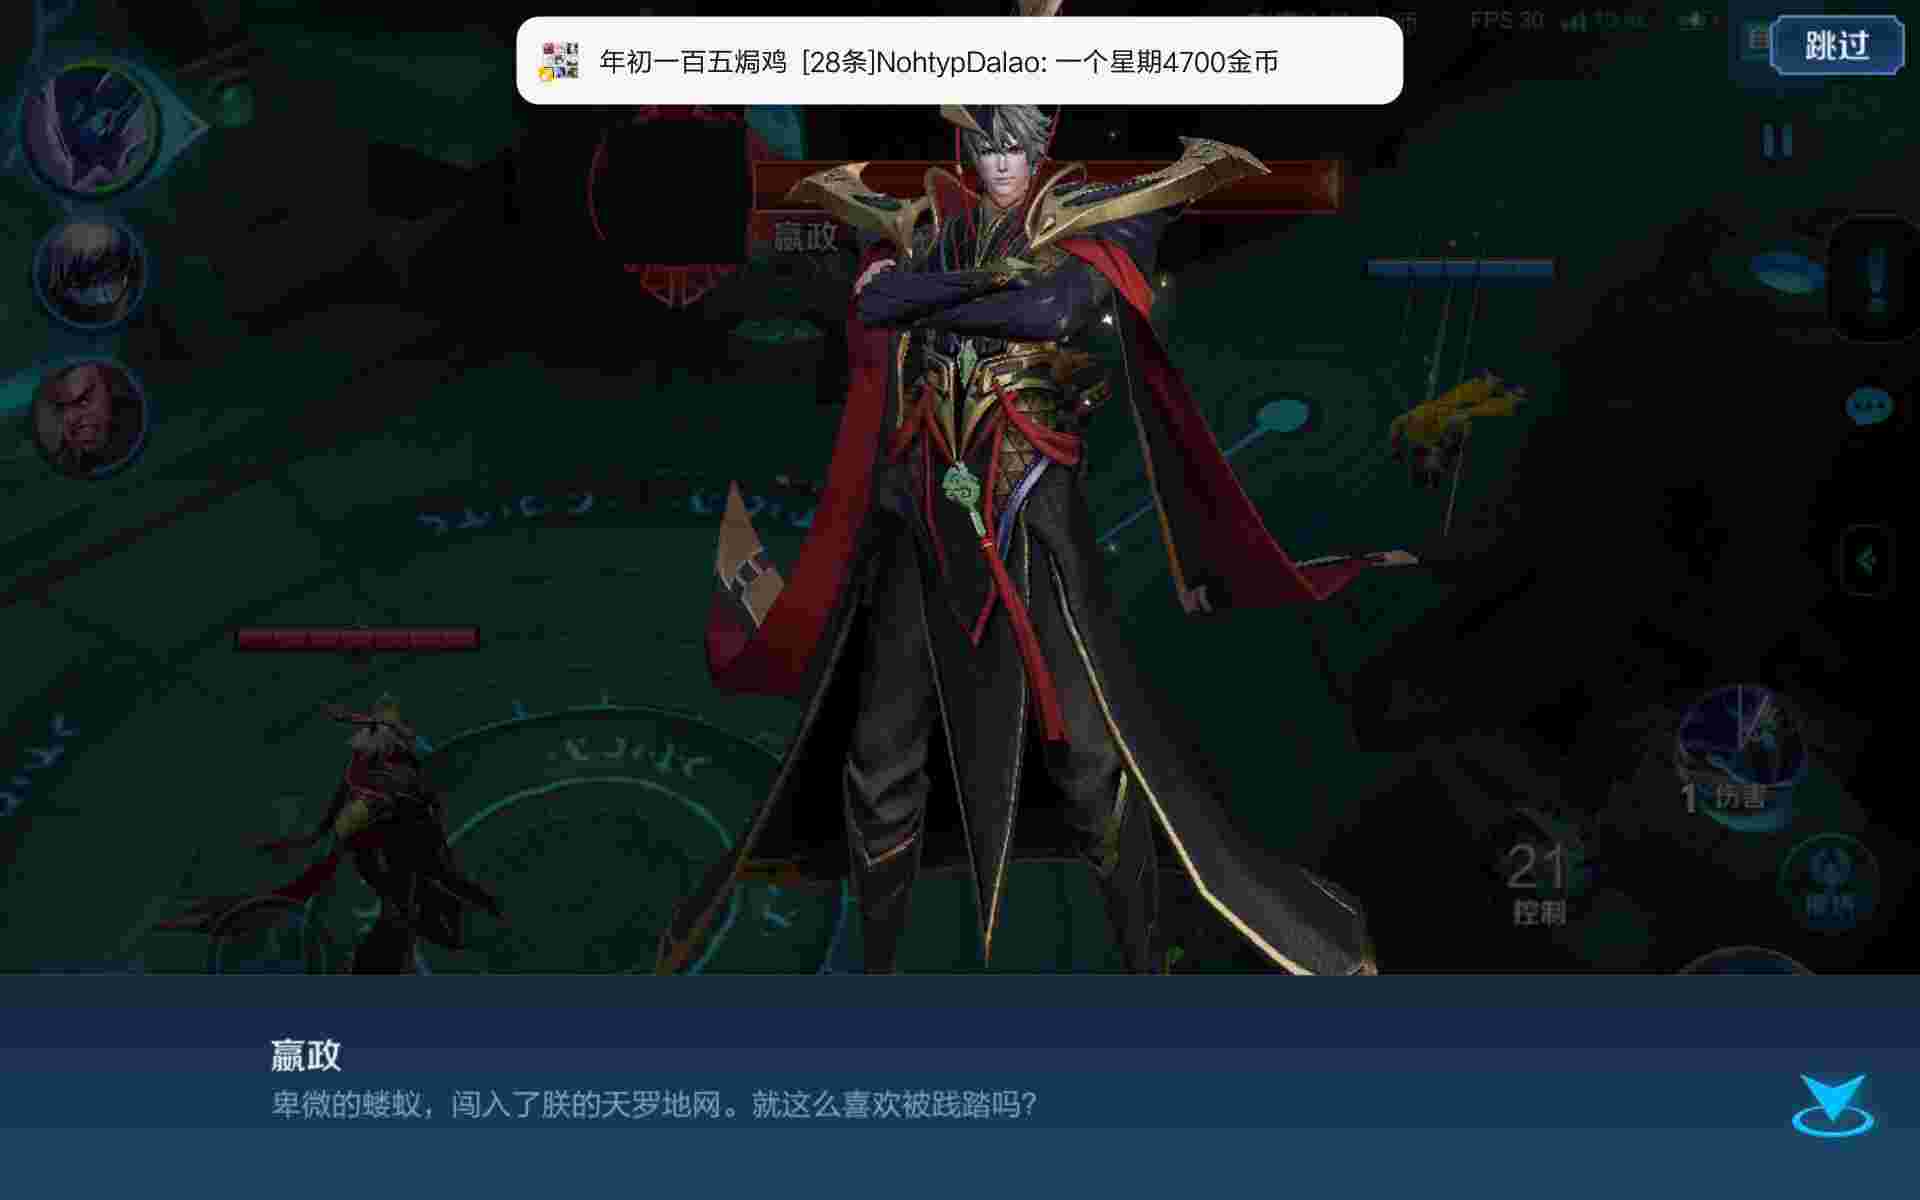 FPS 30
跳过
年初一百五焗鸡 [28条]NohtypDalao: 一个星期4700金币
嬴政
1 伤害
21
控制
嬴政
卑微的蝼蚁，闯入了朕的天罗地网。就这么喜欢被践踏吗？